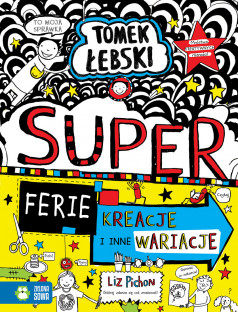 TO MOJA
SPRAWKA
TOMEK
ŁEBSKI
SUPER
FERIE
KREACJE
I INNE WARIACJE
LIZ PICHON
ZIELONA
SOWA